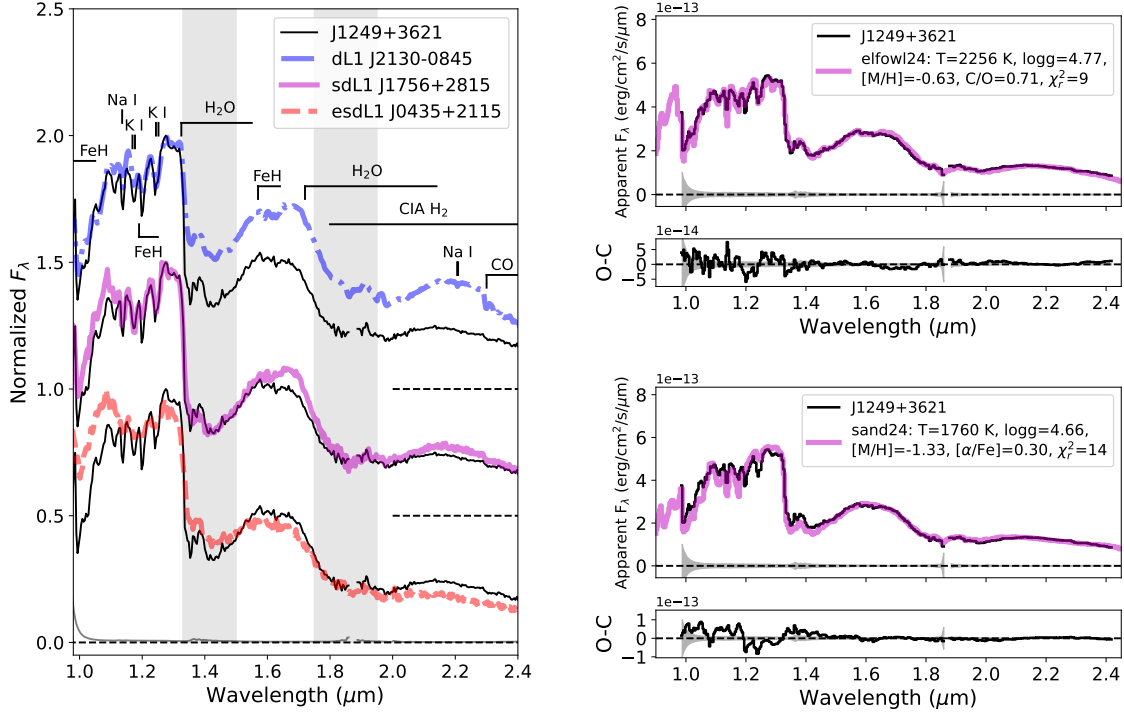 J1249+3621
dL1 J2130-0845
sdL1 J1756+2815
esdL1 J0435+2115
Na I
K I
K I
H₂O
FeH
FeH
FeH
H₂O
CIA H₂
Na I
CO
Normalized Fλ
2.5
2.0
1.5
1.0
0.5
0.0
1.0 1.2 1.4 1.6 1.8 2.0 2.2 2.4
Wavelength (μm)
1e−13
J1249+3621
elfowl24: T=2256 K, logg=4.77,
[M/H]=-0.63, C/O=0.71, χ²ᵣ=9
Apparent Fλ (erg/cm²/s/μm)
8
6
4
2
0
1e−14
O-C
5
0
−5
1.0 1.2 1.4 1.6 1.8 2.0 2.2 2.4
Wavelength (μm)
1e−13
J1249+3621
sand24: T=1760 K, logg=4.66,
[M/H]=-1.33, [α/Fe]=0.30, χ²ᵣ=14
Apparent Fλ (erg/cm²/s/μm)
8
6
4
2
0
1e−13
O-C
1
0
−1
1.0 1.2 1.4 1.6 1.8 2.0 2.2 2.4
Wavelength (μm)